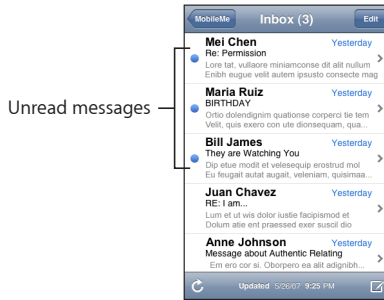 MobileMe Inbox (3) Edit
Mei Chen Yesterday
Re: Permission
Lore tat, vullaore miniamconse dit alit nullum
Enibh eugue velit autem ipsusto consecte mag
Unread messages
Maria Ruiz Yesterday
BIRTHDAY
Ortio dolendignim quationse corperci tie tem
Velit, quis exero con ute dionsequam, qua...
Bill James Yesterday
They are Watching You
Dip etue modit et velesequip erostrud mol
Eu feugait autat augait, veleniam, quisimaa...
Juan Chavez Yesterday
RE: I am...
Lum et ut wis dolor iustie facipismod et
Dolum atie ent praessed exer suscil dio
Anne Johnson Yesterday
Message about Authentic Relating
Em ero cor si. Oborpero ea alit adignibh...
Updated 5/26/07 9:25 PM